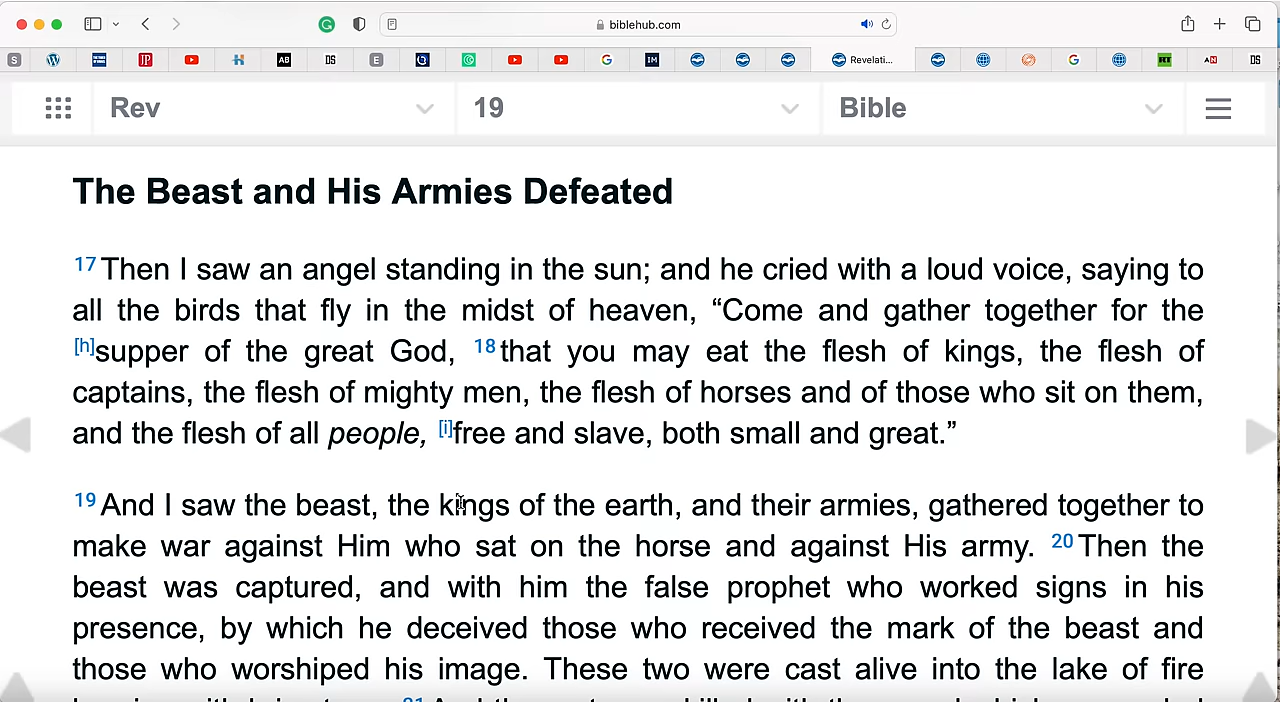 biblehub.com
S JP AB DS E IM Revelati... RT AN DS
Rev 19 Bible
The Beast and His Armies Defeated
17 Then I saw an angel standing in the sun; and he cried with a loud voice, saying to
all the birds that fly in the midst of heaven, “Come and gather together for the
[h]supper of the great God, 18 that you may eat the flesh of kings, the flesh of
captains, the flesh of mighty men, the flesh of horses and of those who sit on them,
and the flesh of all people, [i]free and slave, both small and great.”
19 And I saw the beast, the kings of the earth, and their armies, gathered together to
make war against Him who sat on the horse and against His army. 20 Then the
beast was captured, and with him the false prophet who worked signs in his
presence, by which he deceived those who received the mark of the beast and
those who worshiped his image. These two were cast alive into the lake of fire